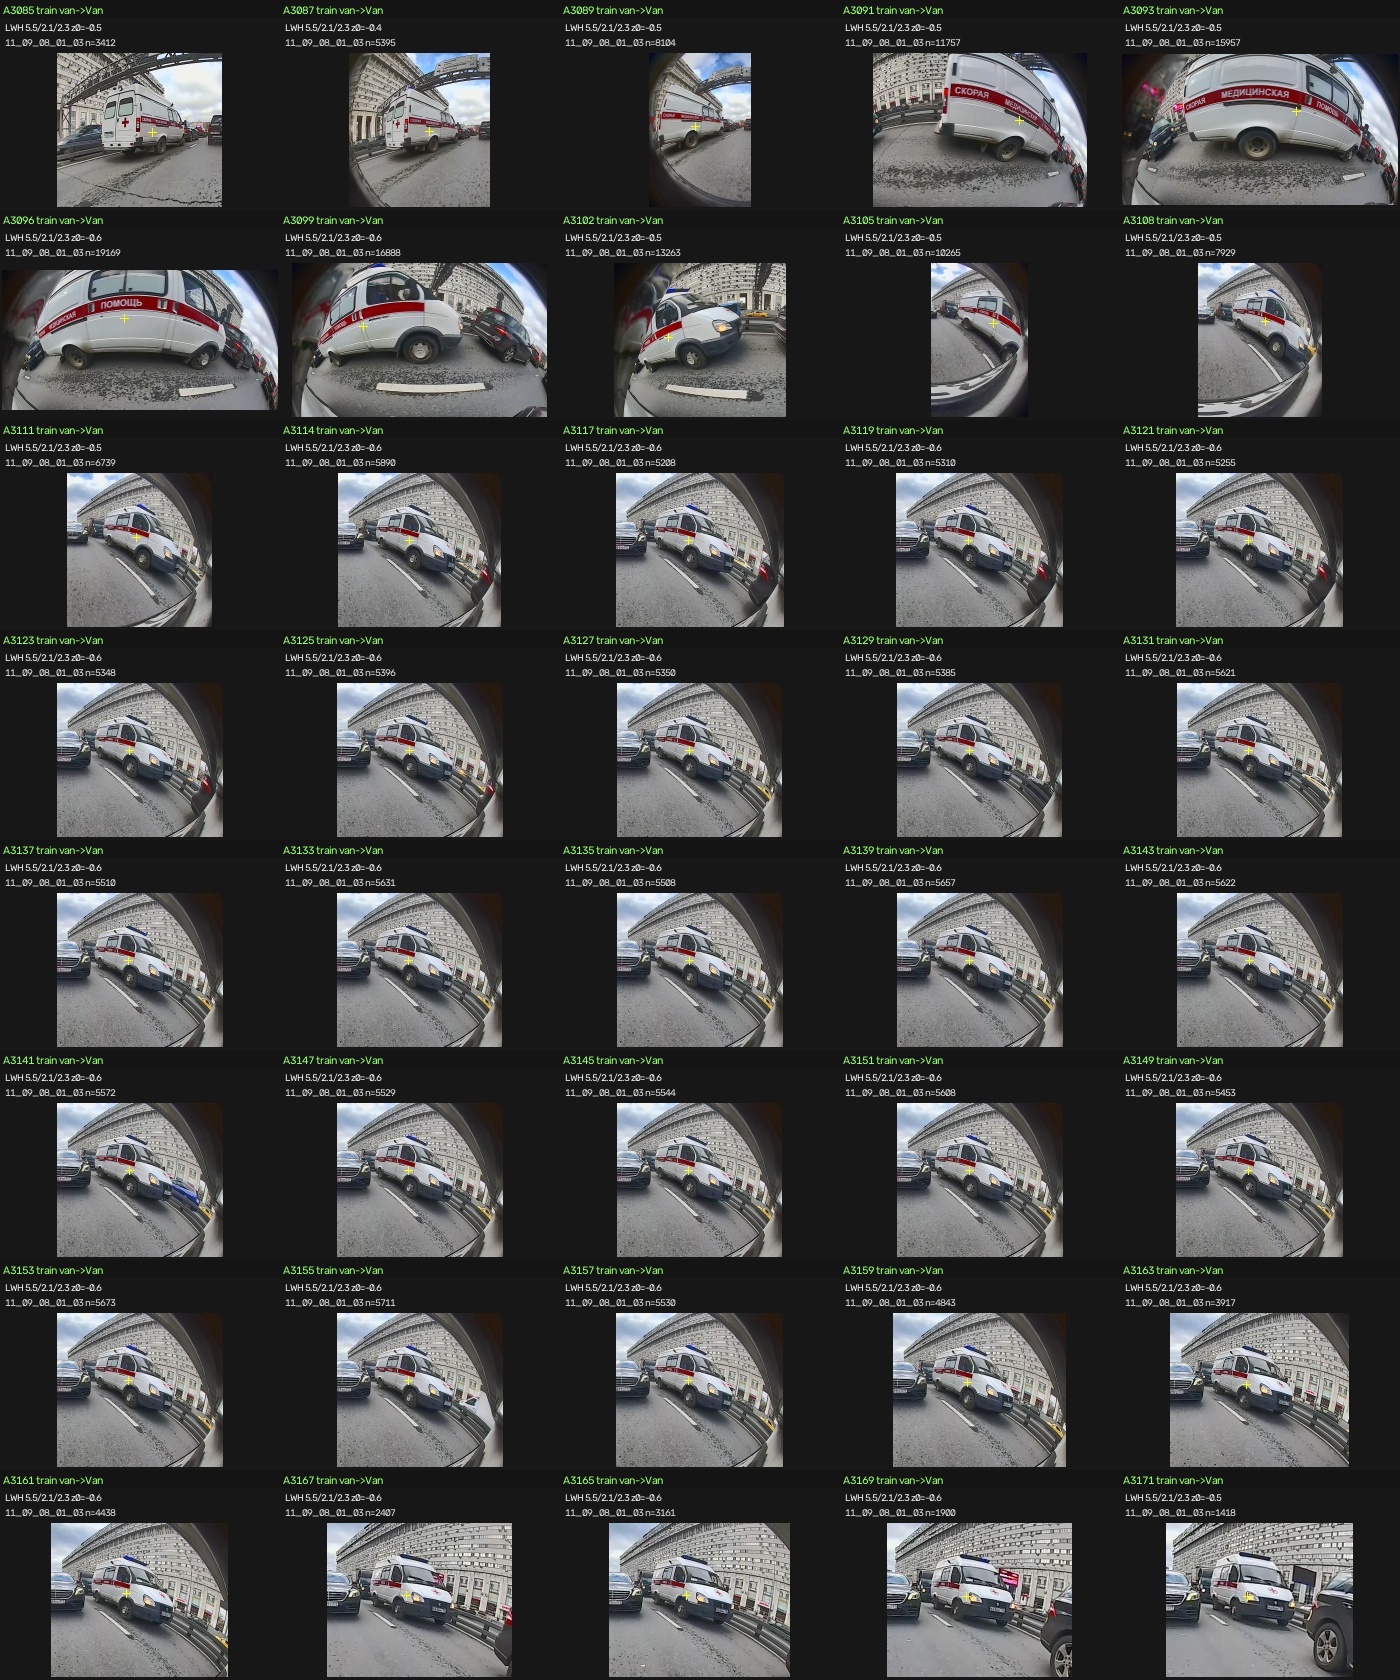 A3085 train van->Van
LWH 5.5/2.1/2.3 z0=-0.5
11_09_08_01_03 n=3412
A3087 train van->Van
LWH 5.5/2.1/2.3 z0=-0.4
11_09_08_01_03 n=5395
A3089 train van->Van
LWH 5.5/2.1/2.3 z0=-0.5
11_09_08_01_03 n=8104
A3091 train van->Van
LWH 5.5/2.1/2.3 z0=-0.5
11_09_08_01_03 n=11757
СКОРАЯ МЕДИЦИНСКАЯ
A3093 train van->Van
LWH 5.5/2.1/2.3 z0=-0.5
11_09_08_01_03 n=15957
СКОРАЯ МЕДИЦИНСКАЯ ПОМОЩЬ
A3096 train van->Van
LWH 5.5/2.1/2.3 z0=-0.6
11_09_08_01_03 n=19169
МЕДИЦИНСКАЯ ПОМОЩЬ
A3099 train van->Van
LWH 5.5/2.1/2.3 z0=-0.6
11_09_08_01_03 n=16888
A3102 train van->Van
LWH 5.5/2.1/2.3 z0=-0.5
11_09_08_01_03 n=13263
A3105 train van->Van
LWH 5.5/2.1/2.3 z0=-0.5
11_09_08_01_03 n=10265
A3108 train van->Van
LWH 5.5/2.1/2.3 z0=-0.5
11_09_08_01_03 n=7929
A3111 train van->Van
LWH 5.5/2.1/2.3 z0=-0.5
11_09_08_01_03 n=6739
A3114 train van->Van
LWH 5.5/2.1/2.3 z0=-0.6
11_09_08_01_03 n=5890
A3117 train van->Van
LWH 5.5/2.1/2.3 z0=-0.6
11_09_08_01_03 n=5208
A3119 train van->Van
LWH 5.5/2.1/2.3 z0=-0.6
11_09_08_01_03 n=5310
A3121 train van->Van
LWH 5.5/2.1/2.3 z0=-0.6
11_09_08_01_03 n=5255
A3123 train van->Van
LWH 5.5/2.1/2.3 z0=-0.6
11_09_08_01_03 n=5348
A3125 train van->Van
LWH 5.5/2.1/2.3 z0=-0.6
11_09_08_01_03 n=5396
A3127 train van->Van
LWH 5.5/2.1/2.3 z0=-0.6
11_09_08_01_03 n=5350
A3129 train van->Van
LWH 5.5/2.1/2.3 z0=-0.6
11_09_08_01_03 n=5385
A3131 train van->Van
LWH 5.5/2.1/2.3 z0=-0.6
11_09_08_01_03 n=5621
A3137 train van->Van
LWH 5.5/2.1/2.3 z0=-0.6
11_09_08_01_03 n=5510
A3133 train van->Van
LWH 5.5/2.1/2.3 z0=-0.6
11_09_08_01_03 n=5631
A3135 train van->Van
LWH 5.5/2.1/2.3 z0=-0.6
11_09_08_01_03 n=5508
A3139 train van->Van
LWH 5.5/2.1/2.3 z0=-0.6
11_09_08_01_03 n=5657
A3143 train van->Van
LWH 5.5/2.1/2.3 z0=-0.6
11_09_08_01_03 n=5622
A3141 train van->Van
LWH 5.5/2.1/2.3 z0=-0.6
11_09_08_01_03 n=5572
A3147 train van->Van
LWH 5.5/2.1/2.3 z0=-0.6
11_09_08_01_03 n=5529
A3145 train van->Van
LWH 5.5/2.1/2.3 z0=-0.6
11_09_08_01_03 n=5544
A3151 train van->Van
LWH 5.5/2.1/2.3 z0=-0.6
11_09_08_01_03 n=5608
A3149 train van->Van
LWH 5.5/2.1/2.3 z0=-0.6
11_09_08_01_03 n=5453
A3153 train van->Van
LWH 5.5/2.1/2.3 z0=-0.6
11_09_08_01_03 n=5673
A3155 train van->Van
LWH 5.5/2.1/2.3 z0=-0.6
11_09_08_01_03 n=5711
A3157 train van->Van
LWH 5.5/2.1/2.3 z0=-0.6
11_09_08_01_03 n=5530
A3159 train van->Van
LWH 5.5/2.1/2.3 z0=-0.6
11_09_08_01_03 n=4843
A3163 train van->Van
LWH 5.5/2.1/2.3 z0=-0.6
11_09_08_01_03 n=3917
A3161 train van->Van
LWH 5.5/2.1/2.3 z0=-0.6
11_09_08_01_03 n=4438
A3167 train van->Van
LWH 5.5/2.1/2.3 z0=-0.6
11_09_08_01_03 n=2407
A3165 train van->Van
LWH 5.5/2.1/2.3 z0=-0.6
11_09_08_01_03 n=3161
A3169 train van->Van
LWH 5.5/2.1/2.3 z0=-0.6
11_09_08_01_03 n=1900
A3171 train van->Van
LWH 5.5/2.1/2.3 z0=-0.5
11_09_08_01_03 n=1418